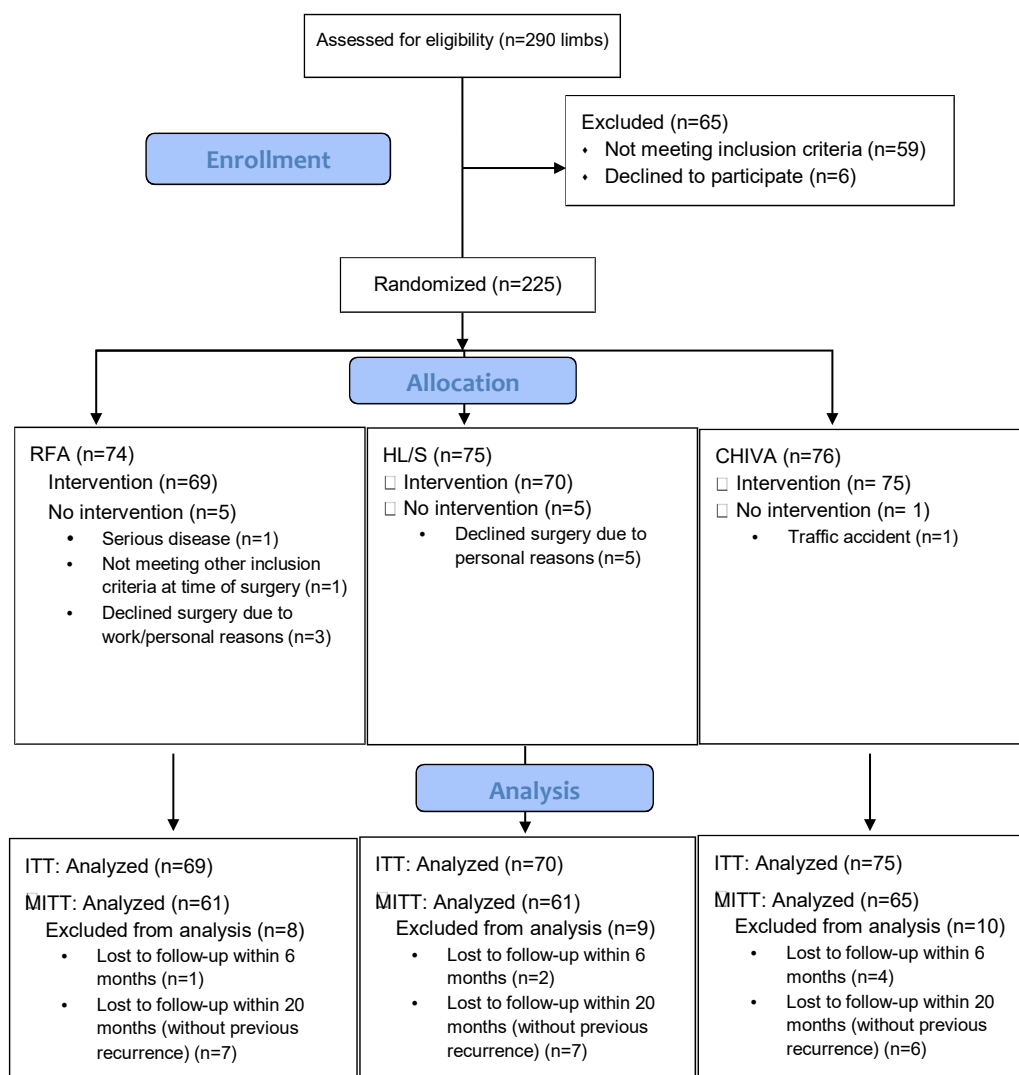 Assessed for eligibility (n=290 limbs)
Enrollment
Excluded (n=65)
⬩ Not meeting inclusion criteria (n=59)
⬩ Declined to participate (n=6)
Randomized (n=225)
Allocation
RFA (n=74)
Intervention (n=69)
No intervention (n=5)
• Serious disease (n=1)
• Not meeting other inclusion
criteria at time of surgery (n=1)
• Declined surgery due to
work/personal reasons (n=3)
HL/S (n=75)
□ Intervention (n=70)
□ No intervention (n=5)
• Declined surgery due to
personal reasons (n=5)
CHIVA (n=76)
□ Intervention (n= 75)
□ No intervention (n= 1)
• Traffic accident (n=1)
Analysis
ITT: Analyzed (n=69)
MITT: Analyzed (n=61)
Excluded from analysis (n=8)
• Lost to follow-up within 6
months (n=1)
• Lost to follow-up within 20
months (without previous
recurrence) (n=7)
ITT: Analyzed (n=70)
MITT: Analyzed (n=61)
Excluded from analysis (n=9)
• Lost to follow-up within 6
months (n=2)
• Lost to follow-up within 20
months (without previous
recurrence) (n=7)
ITT: Analyzed (n=75)
MITT: Analyzed (n=65)
Excluded from analysis (n=10)
• Lost to follow-up within 6
months (n=4)
• Lost to follow-up within 20
months (without previous
recurrence) (n=6)